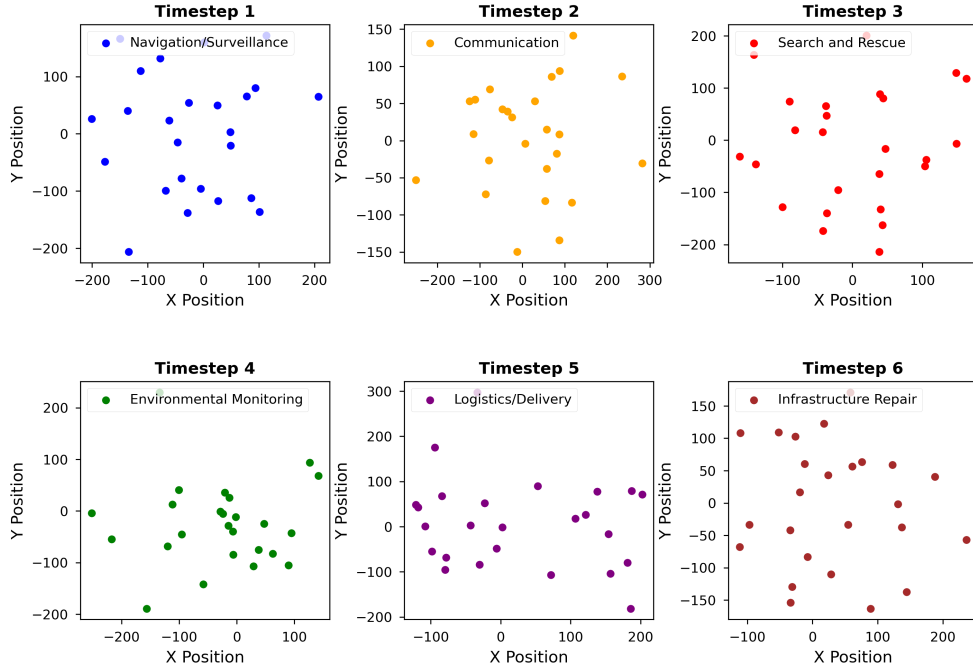 Timestep 1
Navigation/Surveillance
100
0
−100
−200
Y Position
−200
−100
0
100
200
X Position
Timestep 2
Communication
150
100
50
0
−50
−100
−150
Y Position
−200
−100
0
100
200
300
X Position
Timestep 3
Search and Rescue
200
100
0
−100
−200
Y Position
−100
0
100
X Position
Timestep 4
Environmental Monitoring
200
100
0
−100
−200
Y Position
−200
−100
0
100
X Position
Timestep 5
Logistics/Delivery
300
200
100
0
−100
−200
Y Position
−100
0
100
200
X Position
Timestep 6
Infrastructure Repair
150
100
50
0
−50
−100
−150
Y Position
−100
0
100
200
X Position